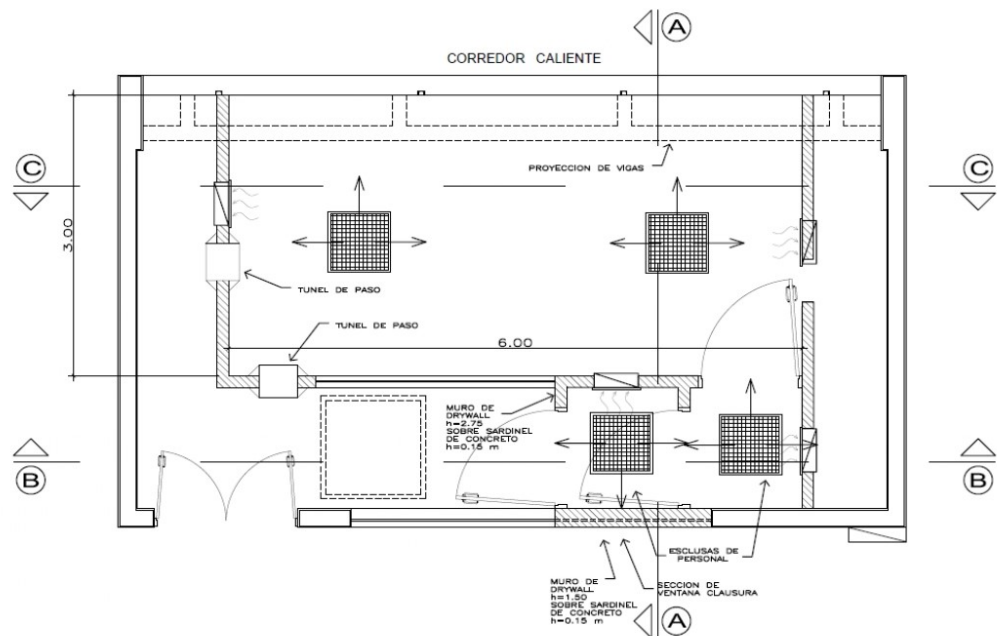 A
CORREDOR CALIENTE
PROYECCION DE VIGAS
C
C
3.00
TUNEL DE PASO
TUNEL DE PASO
6.00
MURO DE
DRYWALL
h=2.75
SOBRE SARDINEL
DE CONCRETO
h=0.15 m
B
B
ESCLUSAS DE
PERSONAL
MURO DE
DRYWALL
h=1.50
SOBRE SARDINEL
DE CONCRETO
h=0.15 m
SECCION DE
VENTANA CLAUSURA
A